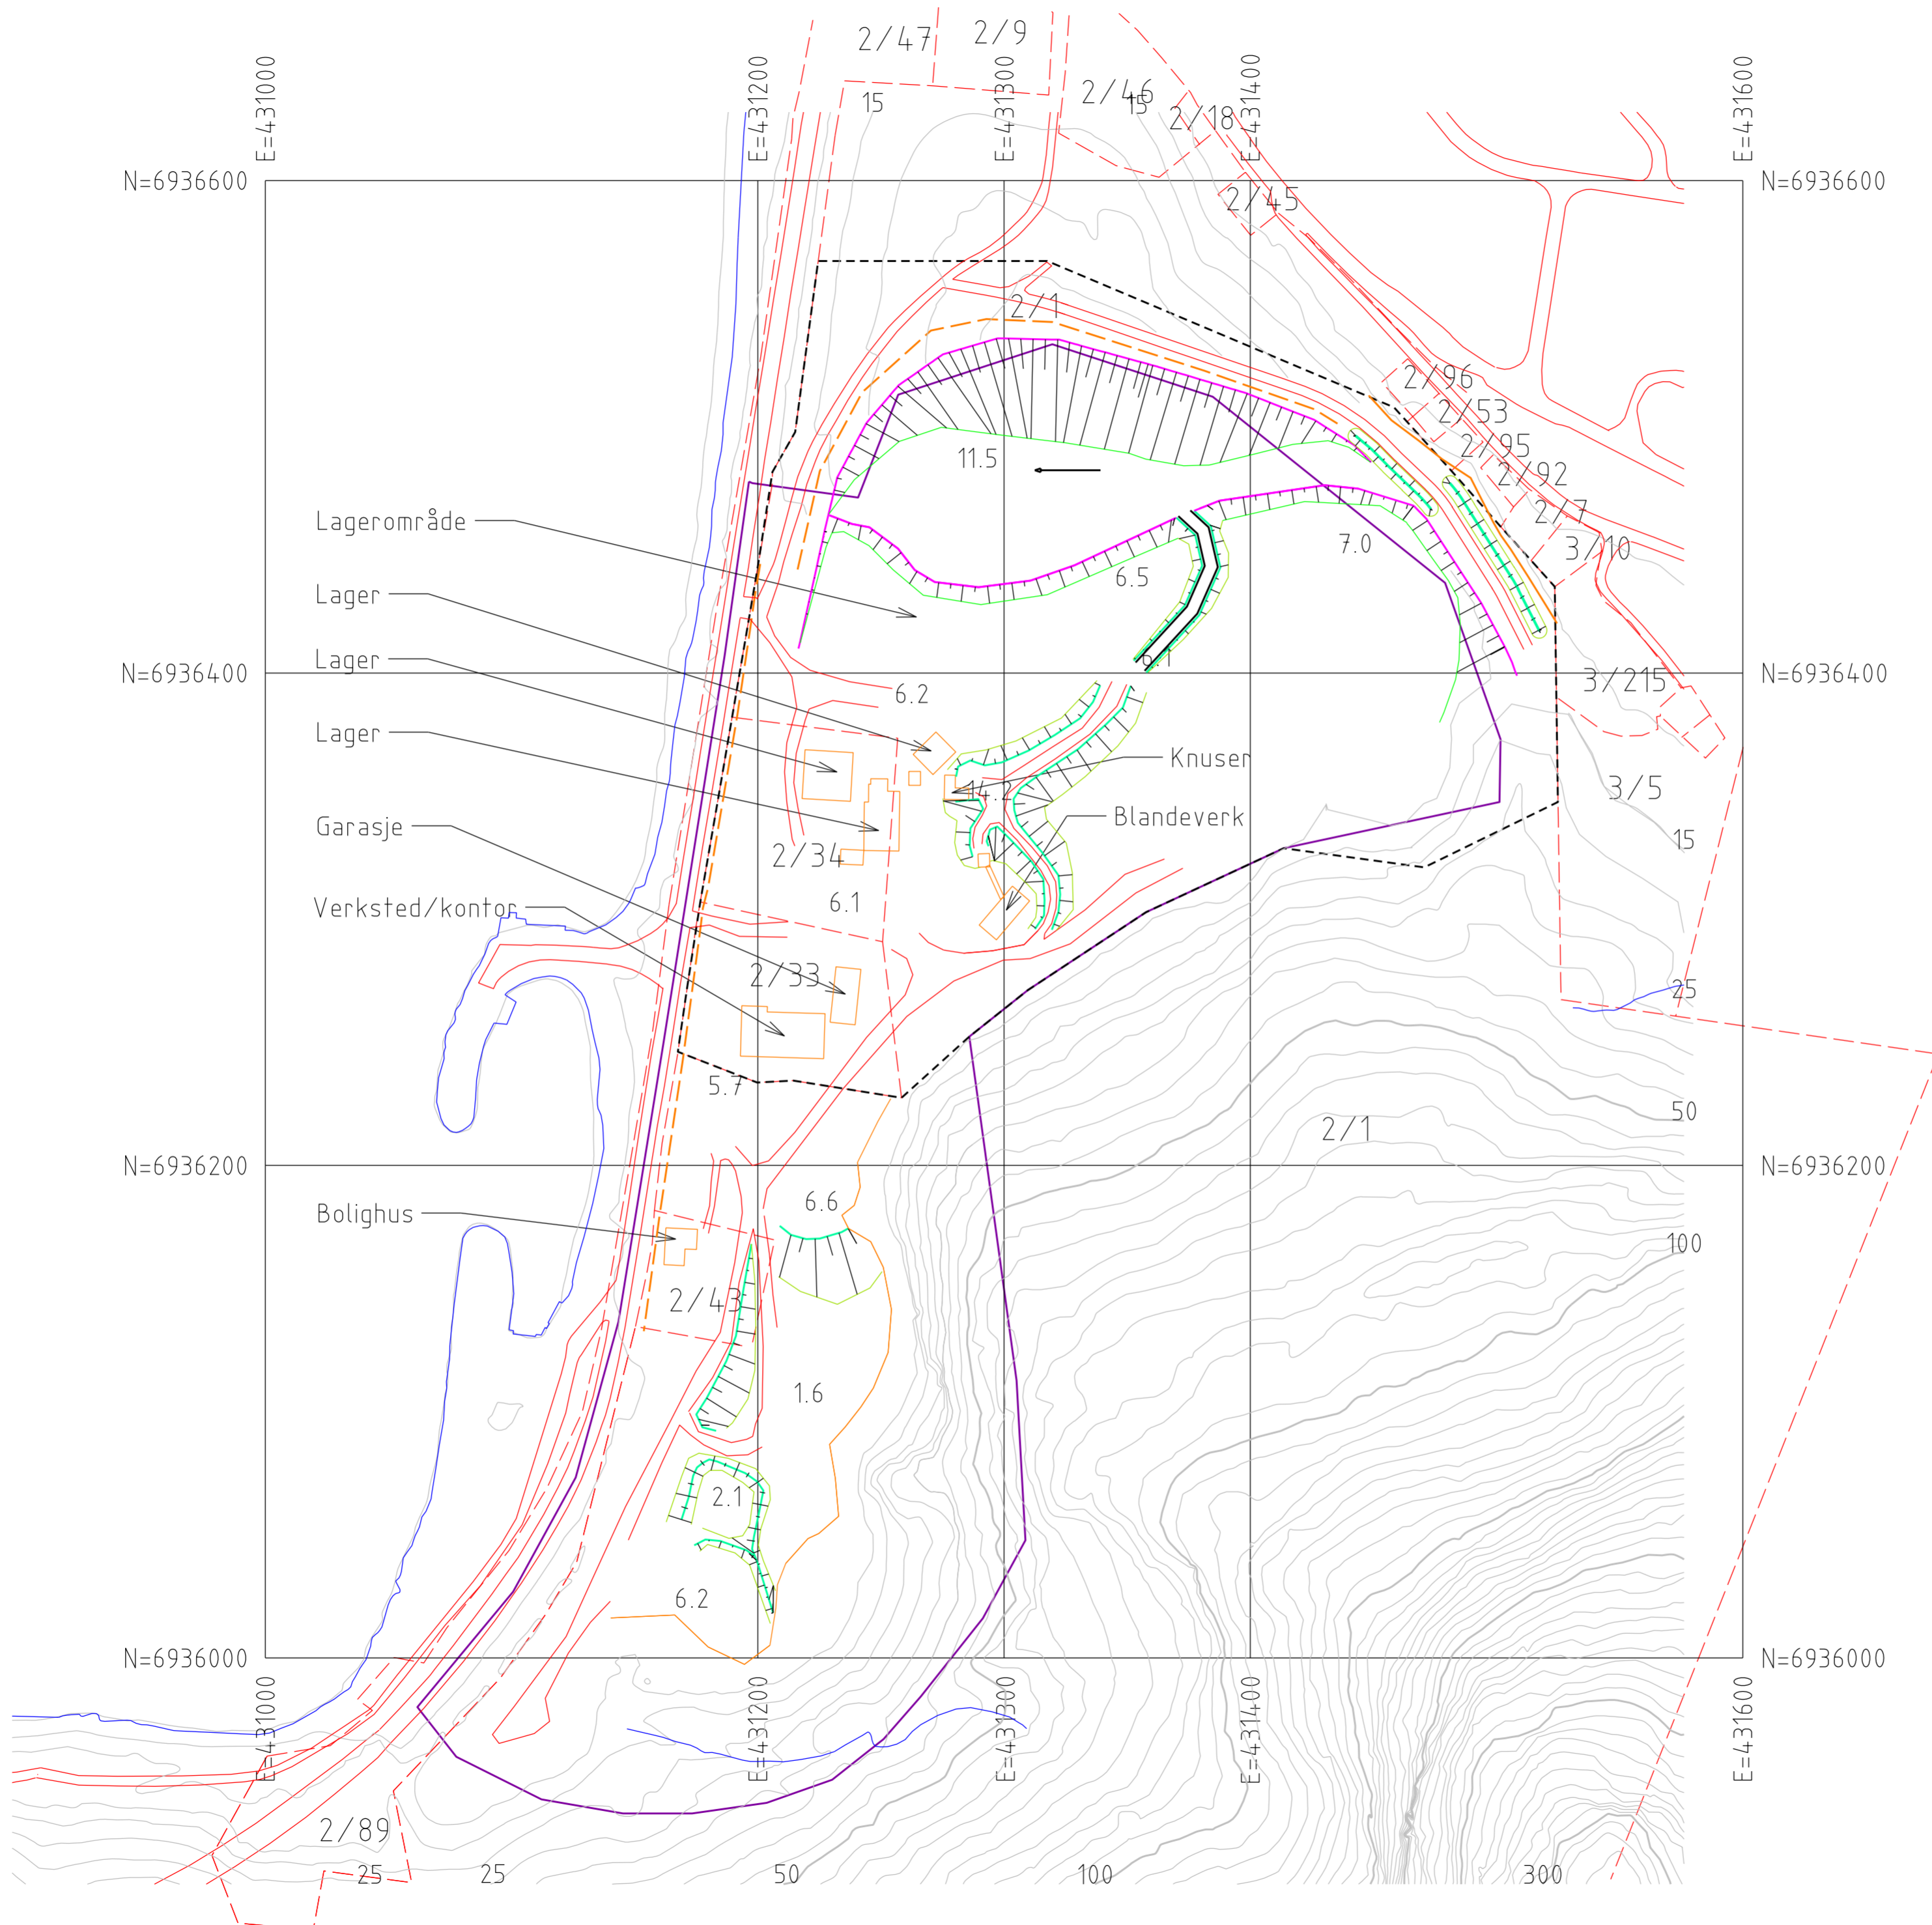 2/47
2/9
2/46
15
15
2/18
E=431000
E=431200
E=431300
E=431400
E=431600
N=6936600
N=6936600
2/45
2/1
2/96
2/53
2/95
2/92
2/7
3/10
11.5
Lagerområde
7.0
6.5
Lager
Lager
N=6936400
N=6936400
3/215
6.2
Lager
Knuser
14.2
3/5
Blandeverk
Garasje
15
2/34
6.1
Verksted/kontor
2/33
25
5.7
50
2/1
N=6936200
N=6936200
6.6
Bolighus
100
2/43
1.6
2.1
6.2
N=6936000
N=6936000
E=431000
E=431200
E=431300
E=431400
E=431600
2/89
25
25
50
100
300